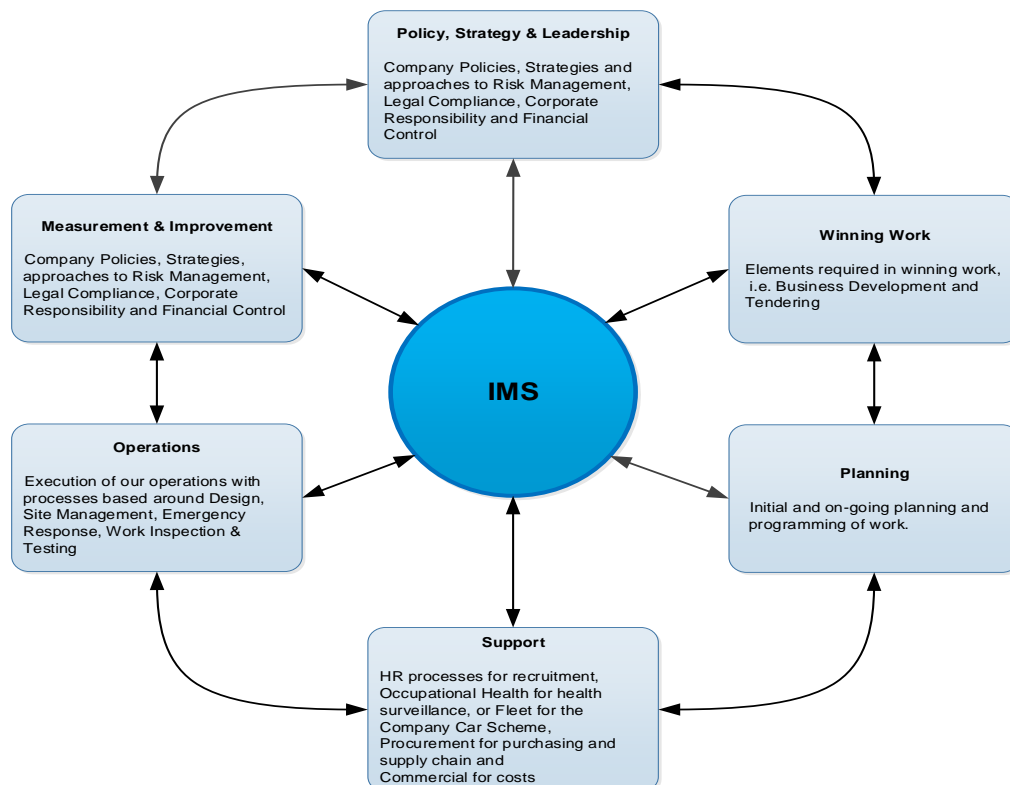 Policy, Strategy & Leadership
Company Policies, Strategies and
approaches to Risk Management,
Legal Compliance, Corporate
Responsibility and Financial
Control
Measurement & Improvement
Company Policies, Strategies,
approaches to Risk Management,
Legal Compliance, Corporate
Responsibility and Financial Control
Winning Work
Elements required in winning work,
i.e. Business Development and
Tendering
IMS
Operations
Execution of our operations with
processes based around Design,
Site Management, Emergency
Response, Work Inspection &
Testing
Planning
Initial and on-going planning and
programming of work.
Support
HR processes for recruitment,
Occupational Health for health
surveillance, or Fleet for the
Company Car Scheme,
Procurement for purchasing and
supply chain and
Commercial for costs